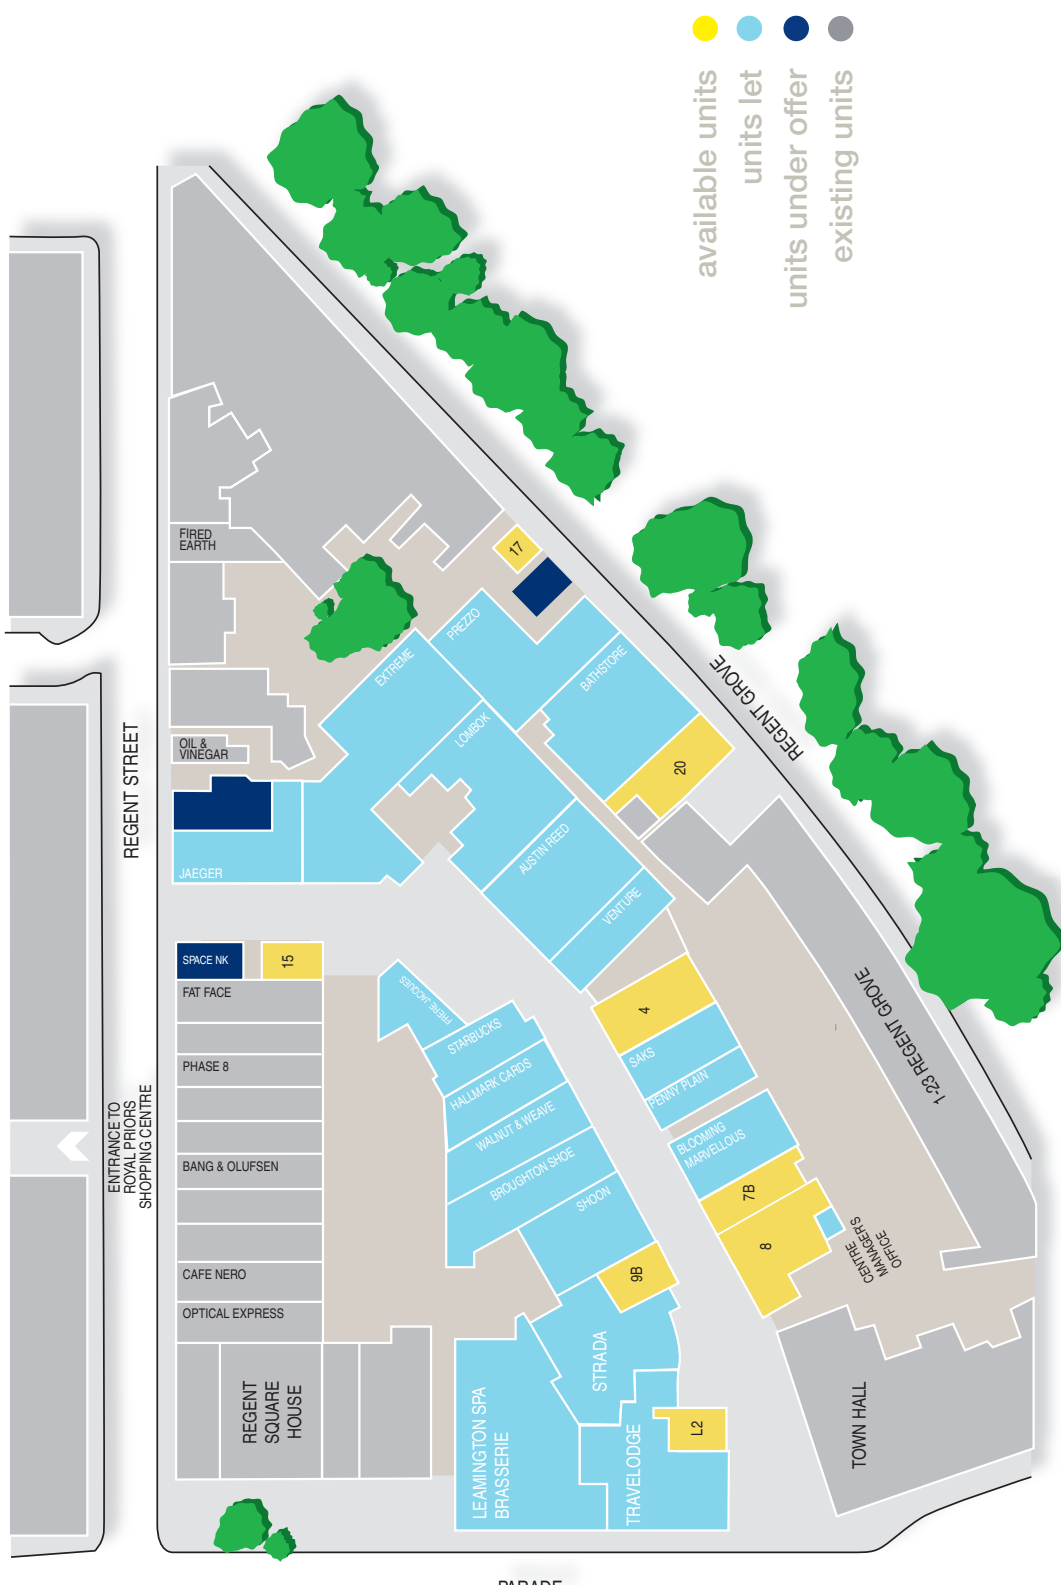 available units
units let
units under offer
existing units
FIRED
EARTH
17
PREZZO
EXTREME
BATHSTORE
REGENT GROVE
LOMBOK
OIL &
VINEGAR
REGENT STREET
20
JAEGER
AUSTIN REED
VENTURE
SPACE NK
15
FAT FACE
FRERE JACQUES
4
STARBUCKS
SAKS
PHASE 8
HALLMARK CARDS
PENNY PLAIN
1-23 REGENT GROVE
ENTRANCE TO
ROYAL PRIORS
SHOPPING CENTRE
WALNUT & WEAVE
BLOOMING
MARVELLOUS
BANG & OLUFSEN
BROUGHTON SHOE
SHOON
7B
8
CENTRE
MANAGER'S
OFFICE
CAFE NERO
9B
OPTICAL EXPRESS
STRADA
REGENT
SQUARE
HOUSE
LEAMINGTON SPA
BRASSERIE
TRAVELODGE
L2
TOWN HALL
PARADE